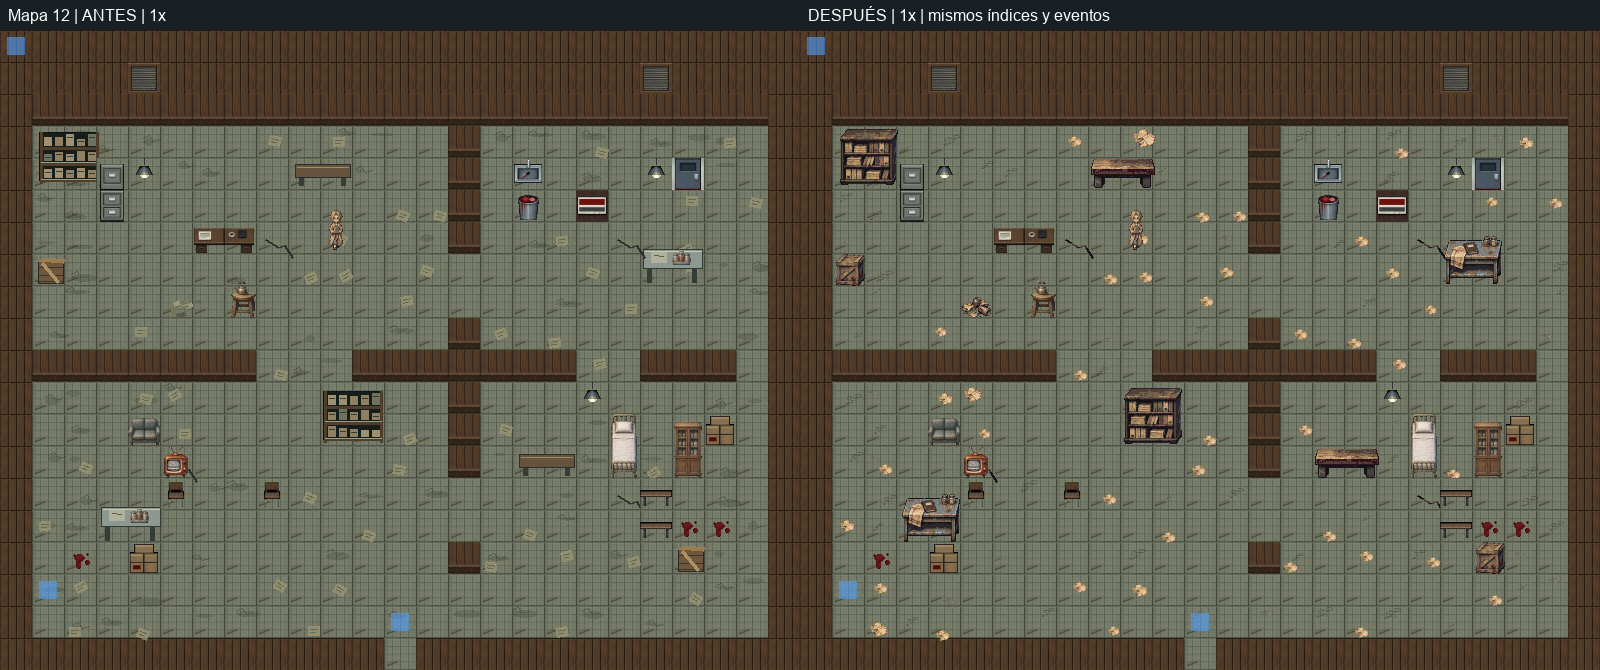 Mapa 12 | ANTES | 1x
DESPUÉS | 1x | mismos índices y eventos